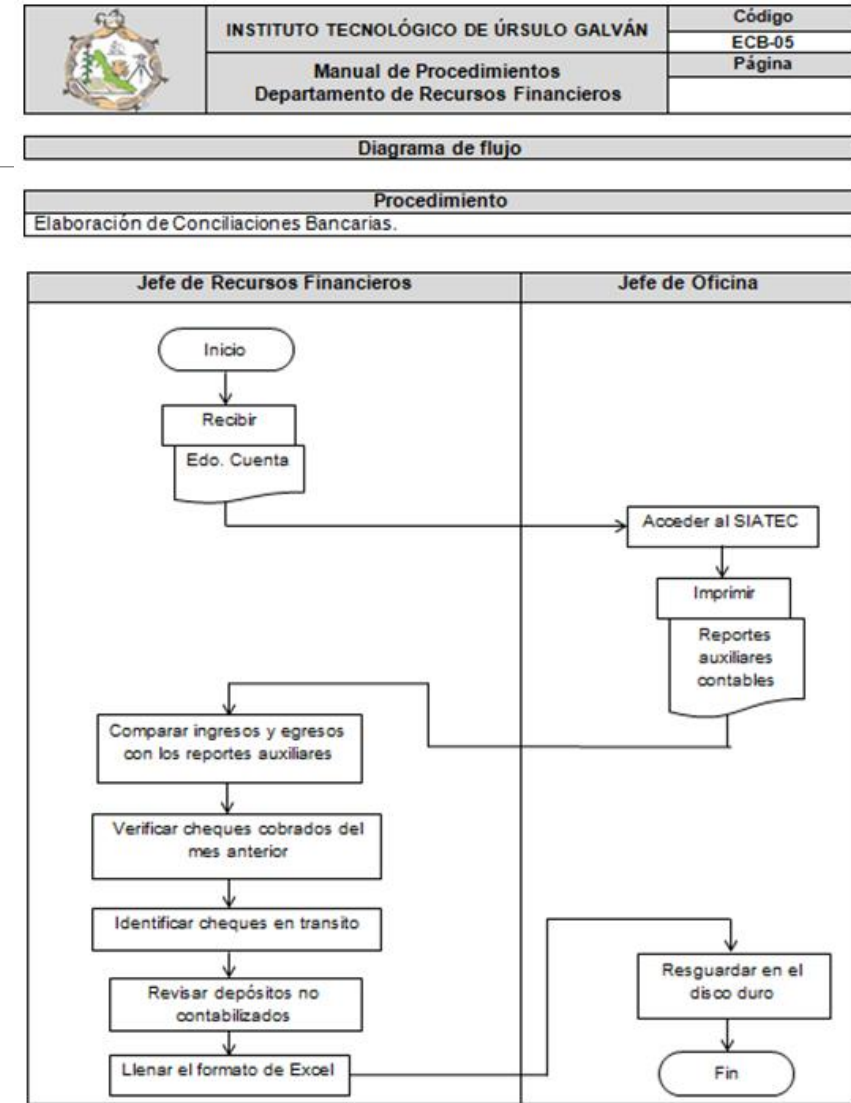 INSTITUTO TECNOLÓGICO DE ÚRSULO GALVÁN
Código
ECB-05
Manual de Procedimientos
Departamento de Recursos Financieros
Página
Diagrama de flujo
Procedimiento
Elaboración de Conciliaciones Bancarias.
Jefe de Recursos Financieros
Jefe de Oficina
Inicio
Recibir
Edo. Cuenta
Acceder al SIATEC
Imprimir
Reportes
auxiliares
contables
Comparar ingresos y egresos
con los reportes auxiliares
Verificar cheques cobrados del
mes anterior
Identificar cheques en transito
Revisar depósitos no
contabilizados
Llenar el formato de Excel
Resguardar en el
disco duro
Fin